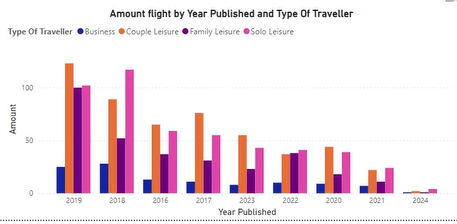 Amount flight by Year Published and Type Of Traveller
Type Of Traveller Business Couple Leisure Family Leisure Solo Leisure
Amount
100
50
0
2019 2018 2016 2017 2023 2022 2020 2021 2024
Year Published